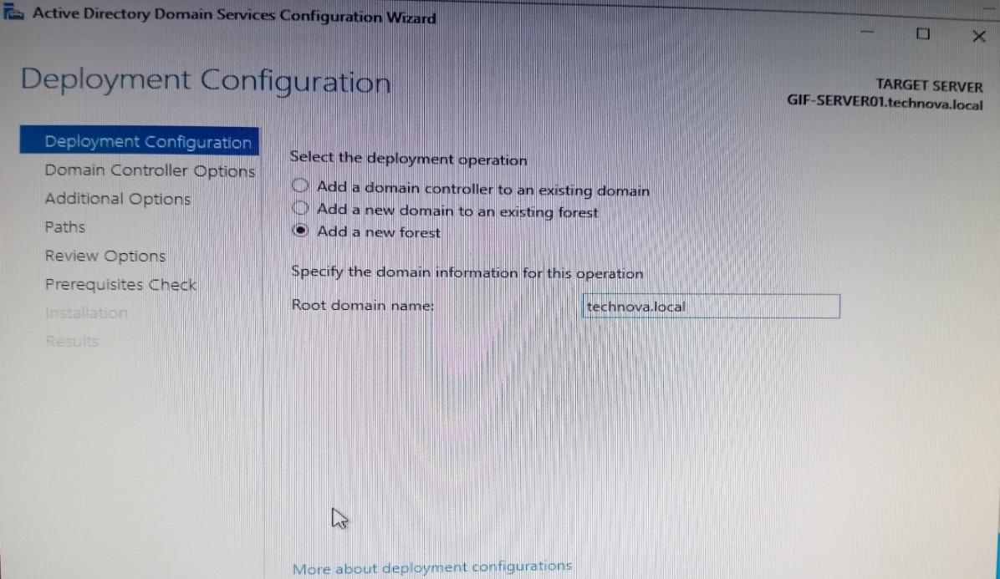 Active Directory Domain Services Configuration Wizard
Deployment Configuration
TARGET SERVER
GIF-SERVER01.technova.local
Deployment Configuration
Domain Controller Options
Additional Options
Paths
Review Options
Prerequisites Check
Installation
Results
Select the deployment operation
Add a domain controller to an existing domain
Add a new domain to an existing forest
Add a new forest
Specify the domain information for this operation
Root domain name: technova.local
More about deployment configurations